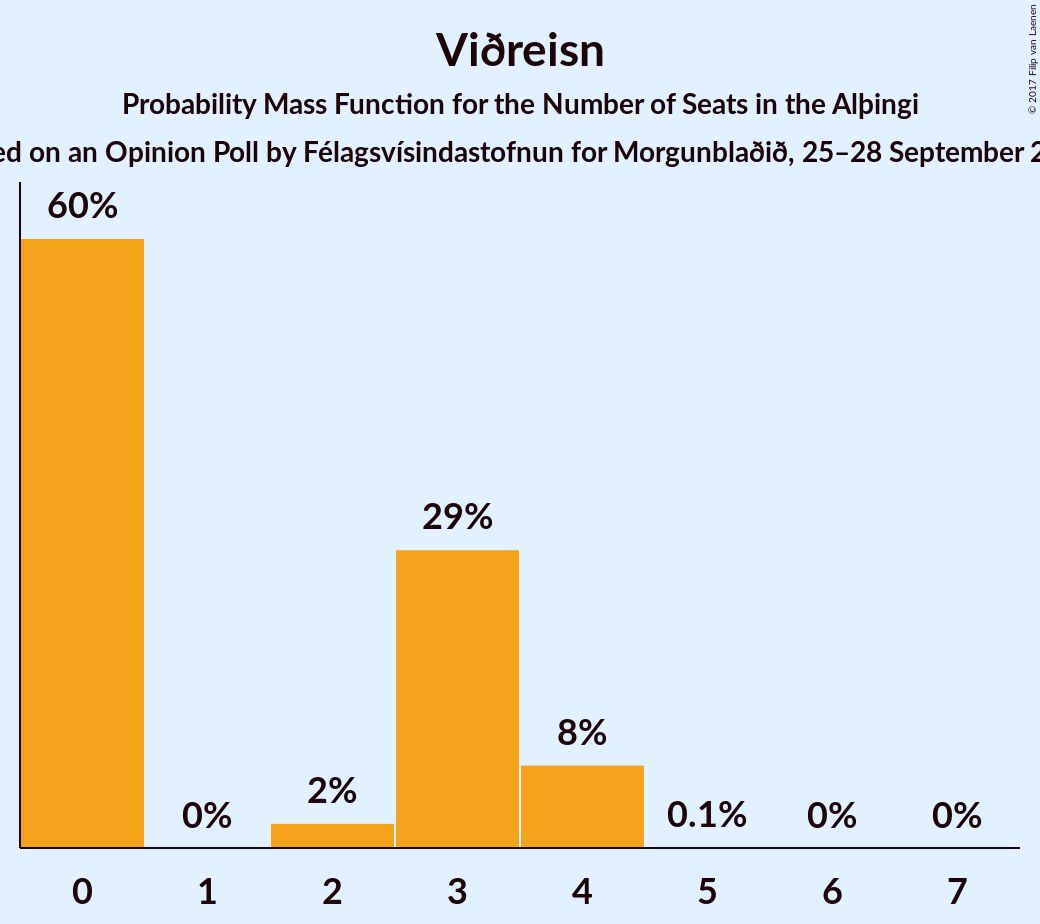 Viðreisn
Probability Mass Function for the Number of Seats in the Alþingi
ed on an Opinion Poll by Félagsvísindastofnun for Morgunblaðið, 25–28 September 2
60%
29%
8%
2%
0%
0.1%
0%
0%
0 1 2 3 4 5 6 7
© 2017 Filip van Laenen